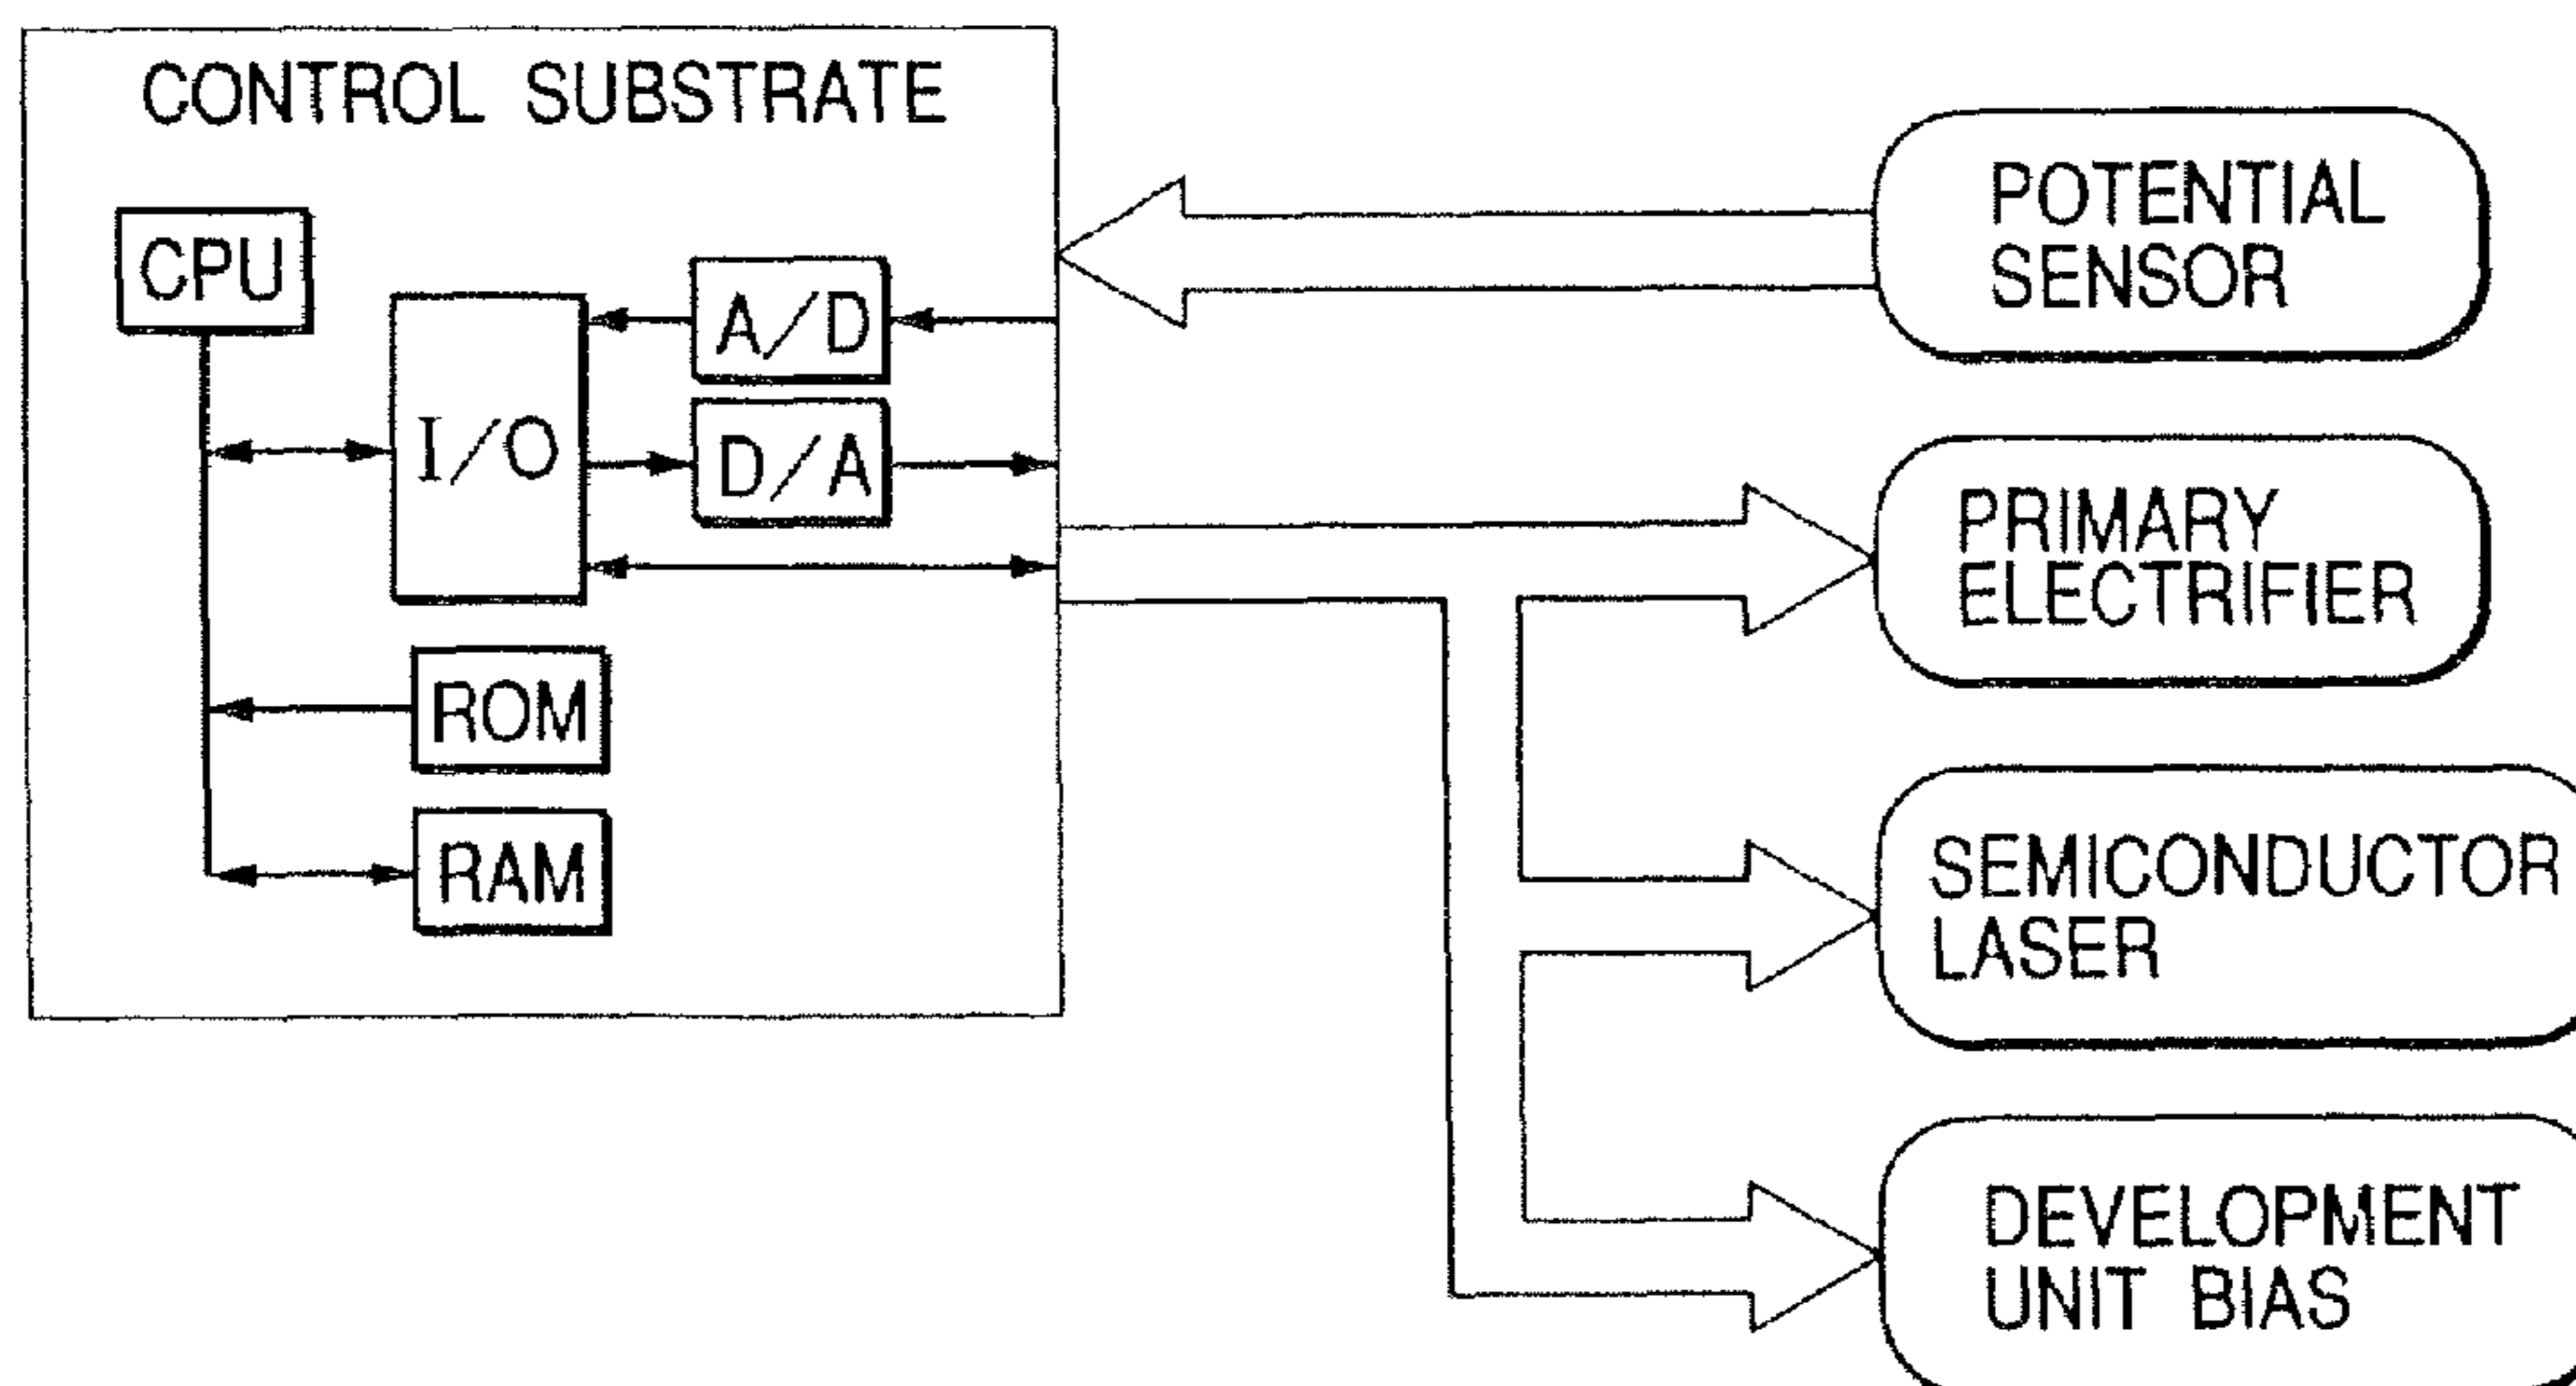 CONTROL SUBSTRATE
CPU
I/O
A/D
D/A
ROM
RAM
POTENTIAL
SENSOR
PRIMARY
ELECTRIFIER
SEMICONDUCTOR
LASER
DEVELOPMENT
UNIT BIAS